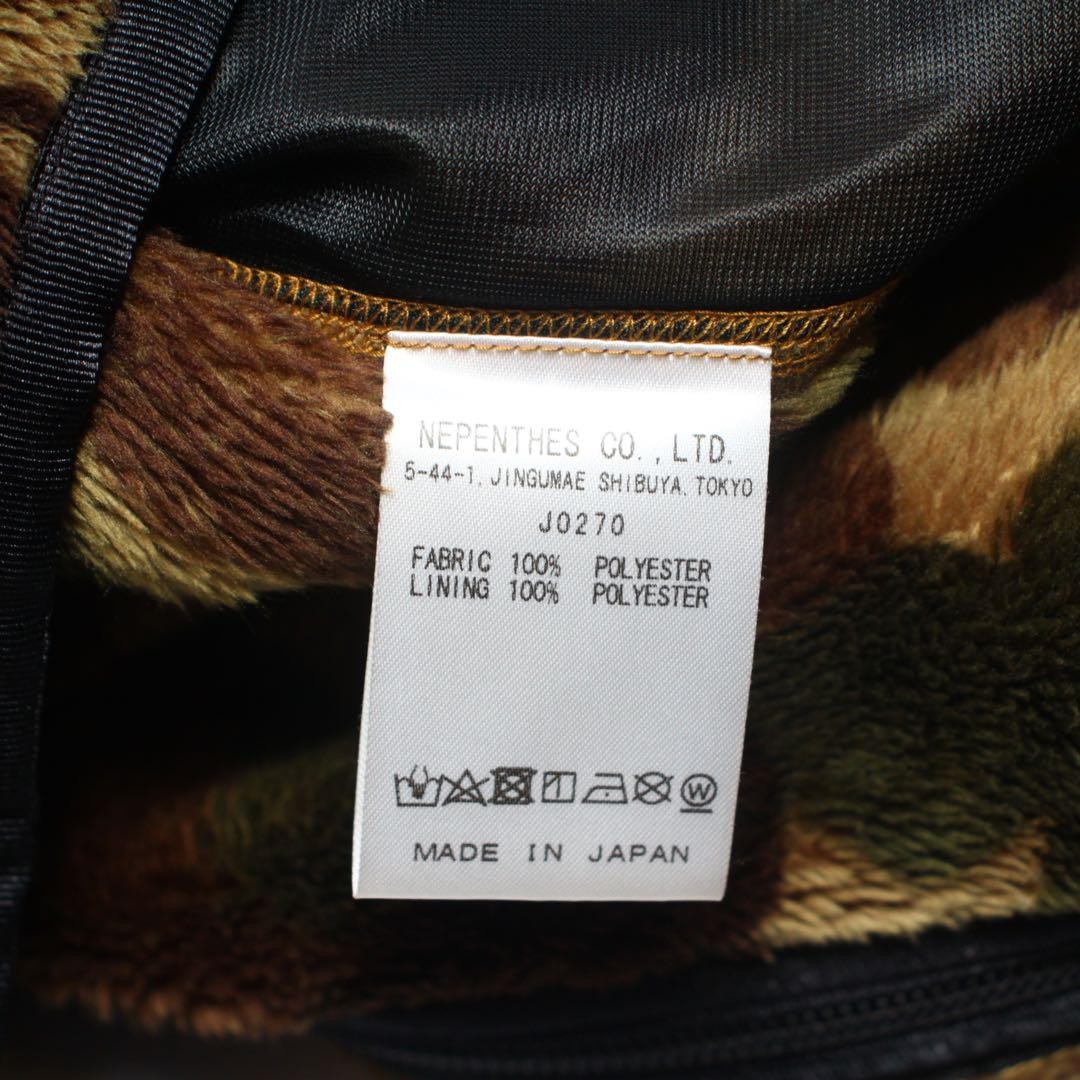 NEPENTHES CO., LTD.
5-44-1, JINGUMAE SHIBUYA, TOKYO
J0270
FABRIC 100% POLYESTER
LINING 100% POLYESTER
W
MADE IN JAPAN